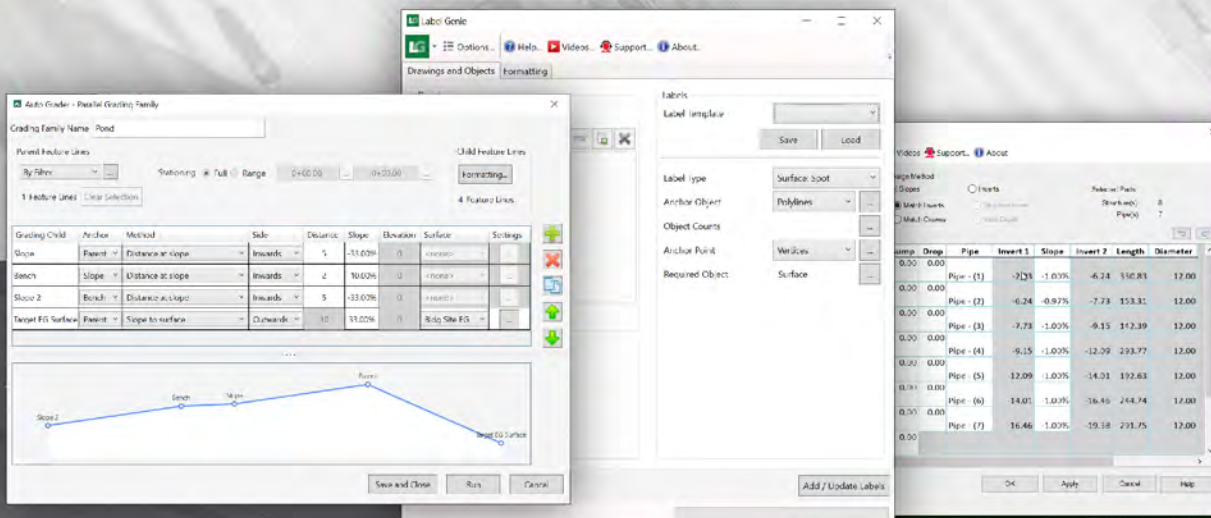 Label Genie
Options... Help... Videos... Support... About...
Drawings and Objects Formatting
Labels
Label Template
Save Load
Label Type Surface: Spot
Anchor Object Polylines
Object Counts
Anchor Point Vertices
Required Object Surface
Add / Update Labels
Auto Grader - Parallel Grading Family
Grading Family Name Pond
Parent Feature Lines Child Feature Lines
By Filter ... Stationing Full Range 0+00.00 ... 0+00.00 ... Formatting...
1 Feature Lines Clear Selection 4 Feature Lines
Grading Child Anchor Method Side Distance Slope Elevation Surface Settings
Slope Parent Distance at slope Inwards 5 -33.00% 0 <none> ...
Bench Slope Distance at slope Inwards 2 -10.00% 0 <none> ...
Slope 2 Bench Distance at slope Inwards 5 -33.00% 0 <none> ...
Target EG Surface Parent Slope to surface Outwards 10 33.00% 0 Bldg Site EG ...
Parent
Bench Slope
Slope 2
Target EG Surface
Save and Close Run Cancel
Videos Support... About
Method
Slopes Inverts Selected Parts
Match Inverts Structure(s) 8
Match Crowns Pipe(s) 7
Sump Drop Pipe Invert 1 Slope Invert 2 Length Diameter
0.00 0.00
Pipe - (1) -1.00% -6.24 330.83 12.00
0.00 0.00
Pipe - (2) -6.24 -0.97% -7.73 153.31 12.00
0.00 0.00
Pipe - (3) -7.73 -1.00% -9.15 142.39 12.00
0.00 0.00
Pipe - (4) -9.15 -1.00% -12.09 293.77 12.00
0.00 0.00
Pipe - (5) -12.09 -1.00% -14.01 192.63 12.00
0.00 0.00
Pipe - (6) -14.01 -1.00% -16.46 244.74 12.00
0.00 0.00
Pipe - (7) -16.46 -1.00% -19.38 291.75 12.00
0.00
OK Apply Cancel Help